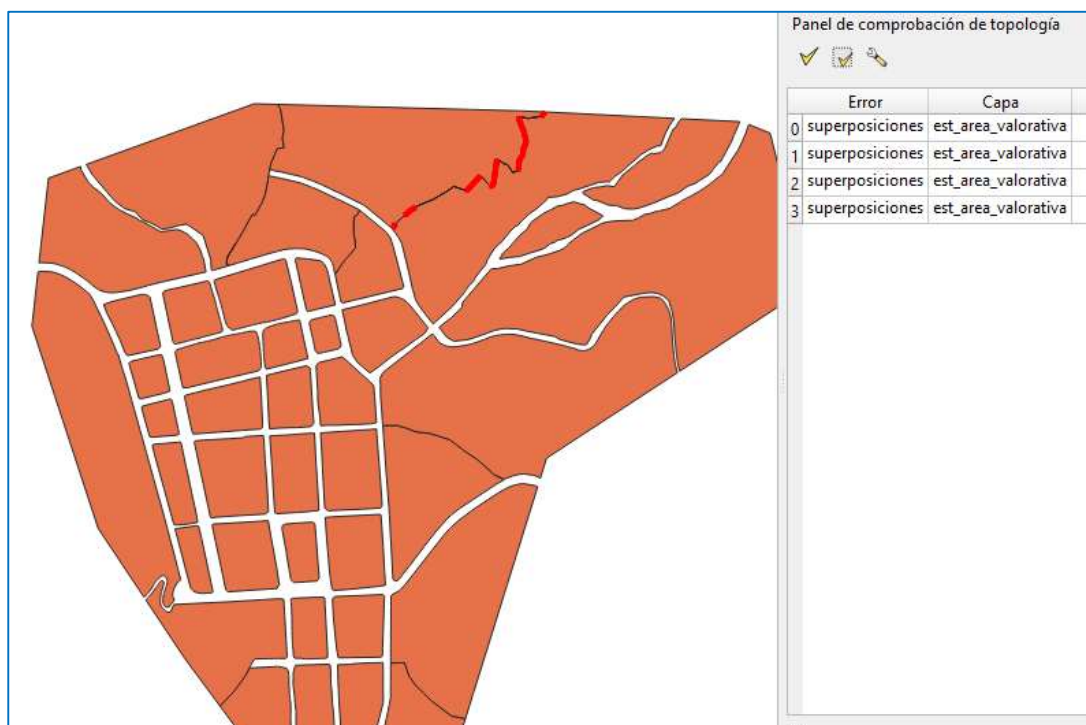 Panel de comprobación de topología
Error Capa
0 superposiciones est_area_valorativa
1 superposiciones est_area_valorativa
2 superposiciones est_area_valorativa
3 superposiciones est_area_valorativa